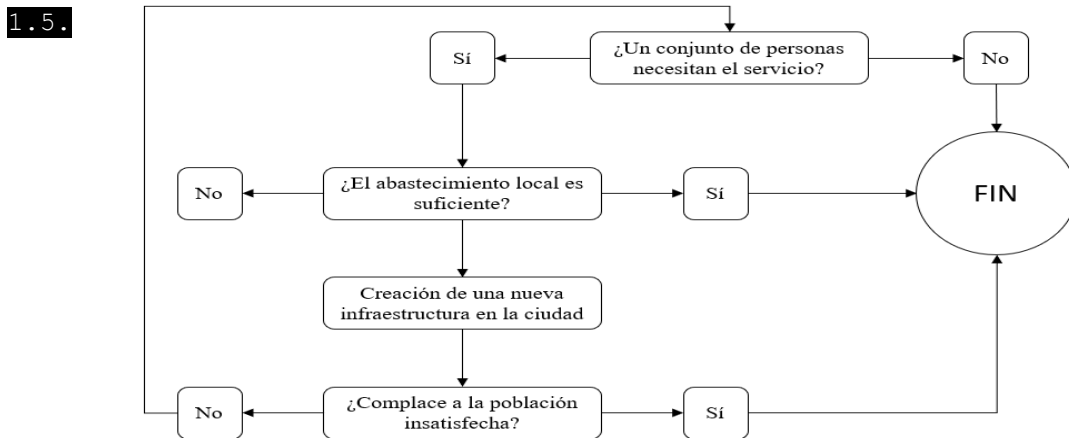 1.5.
¿Un conjunto de personas
necesitan el servicio?
Sí
No
¿El abastecimiento local es
suficiente?
No
Sí
FIN
Creación de una nueva
infraestructura en la ciudad
¿Complace a la población
insatisfecha?
No
Sí